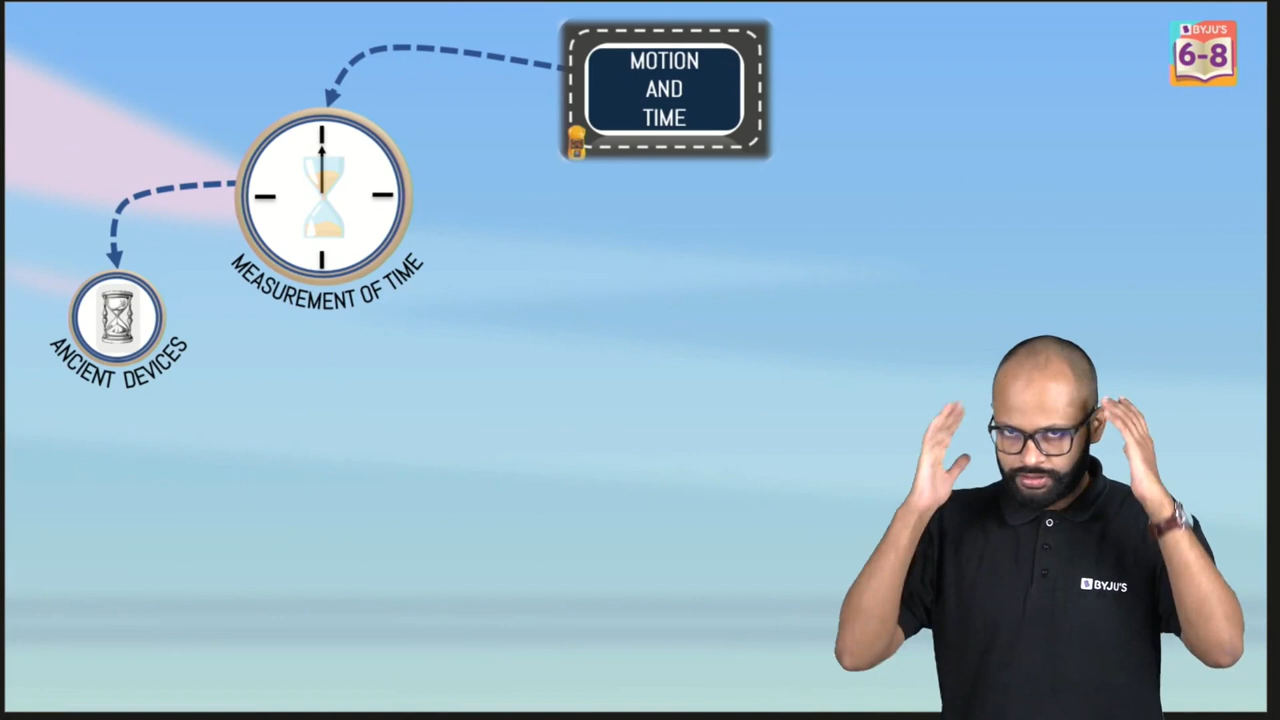 MOTION
AND
TIME
BYJU'S
6-8
MEASUREMENT OF TIME
ANCIENT DEVICES
BYJU'S